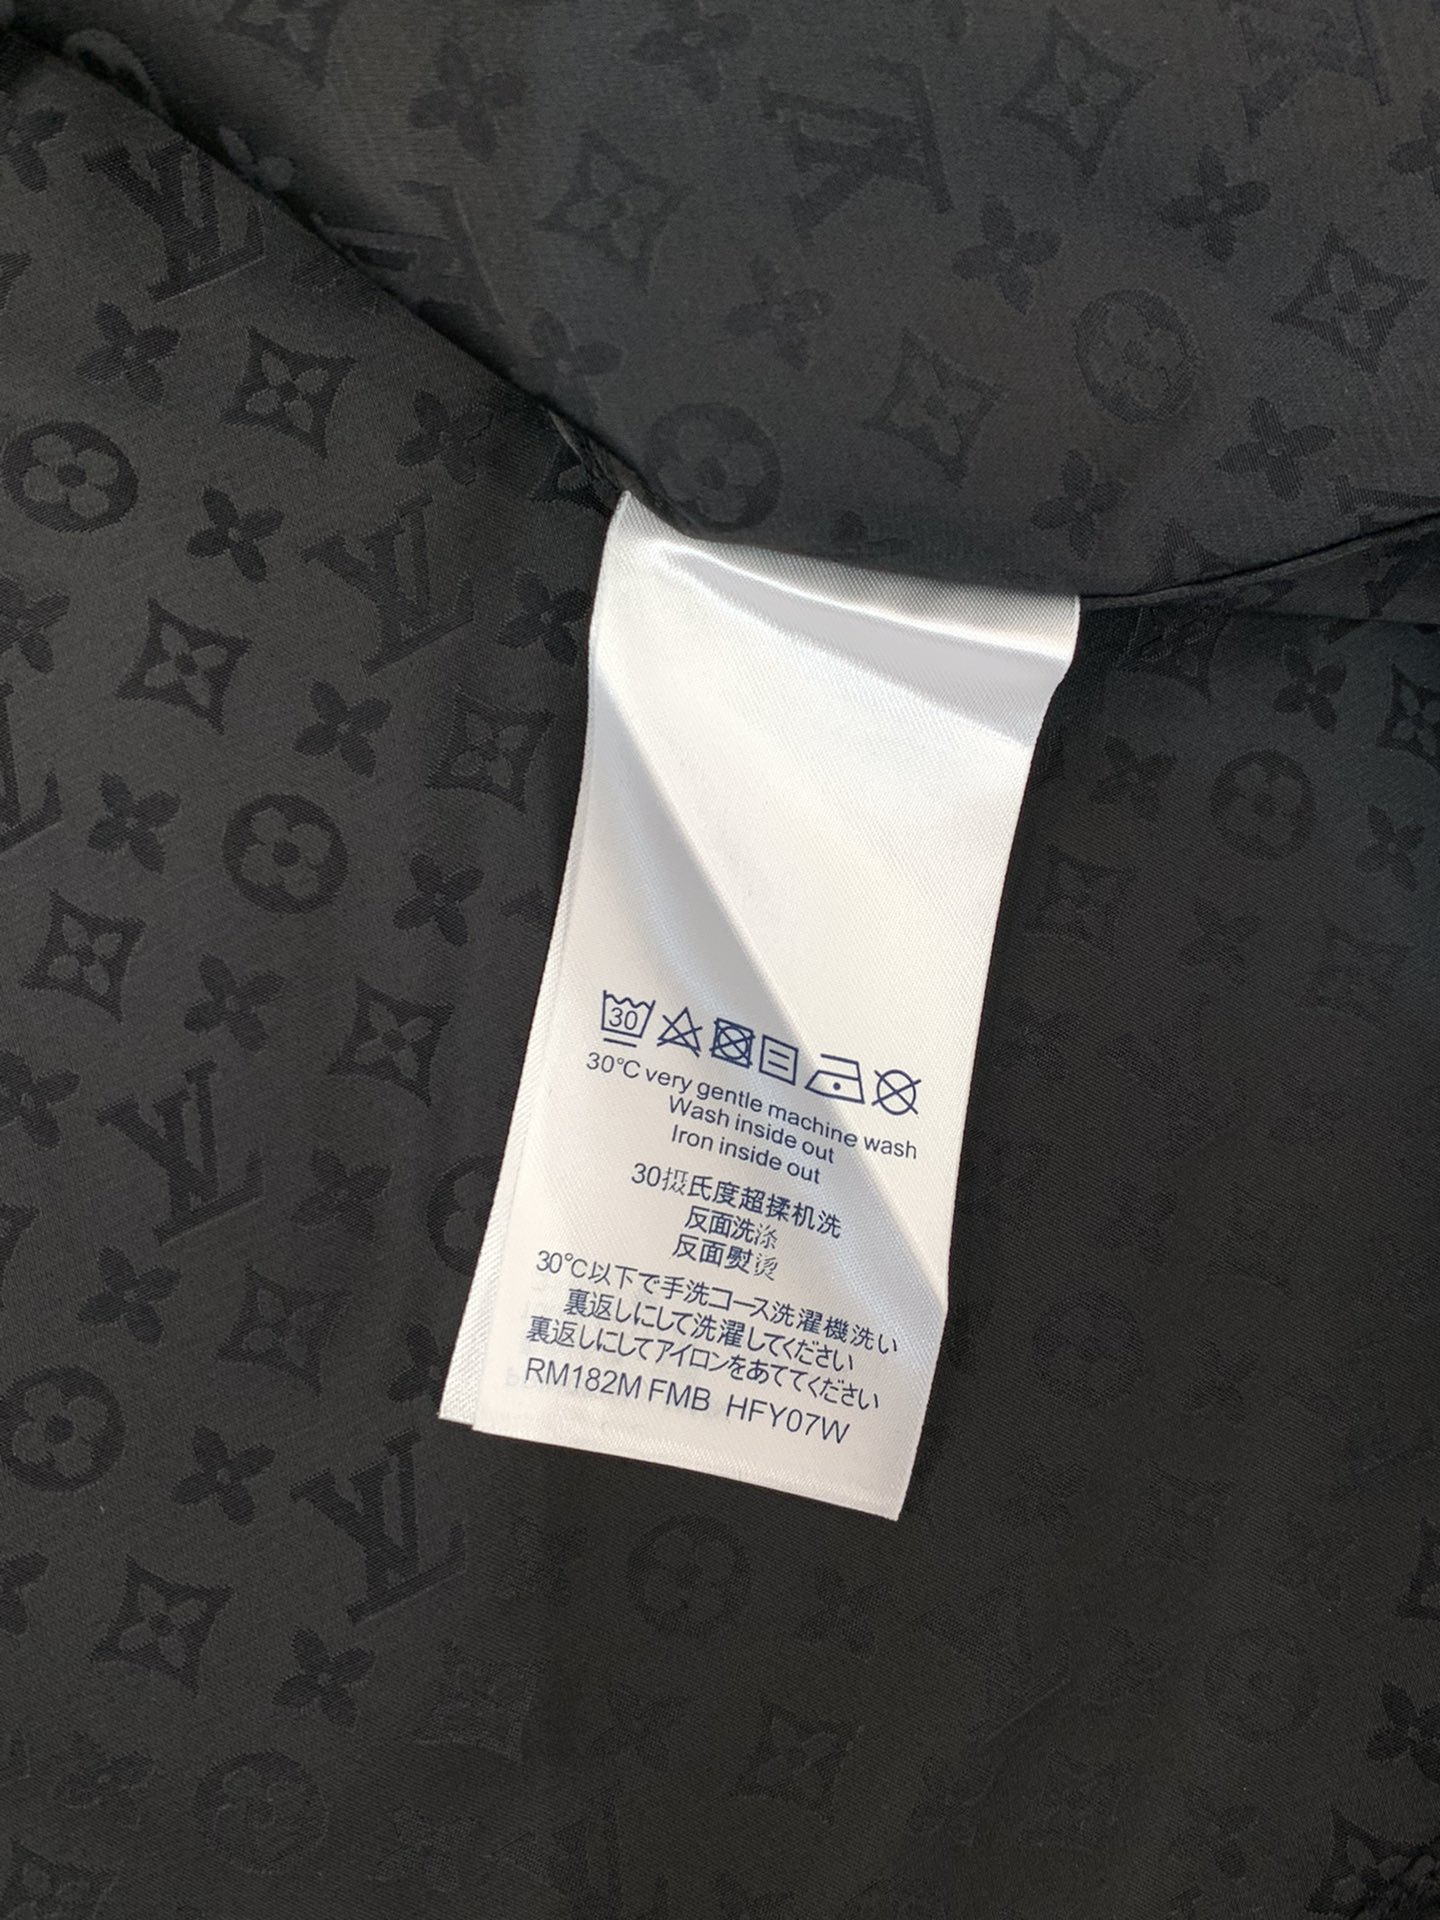 30
30°C very gentle machine wash
Wash inside out
Iron inside out
30摄氏度超揉机洗
反面洗涤
反面熨烫
30°C以下で手洗コース洗濯機洗い
裏返しにして洗濯してください
裏返しにしてアイロンをあててください
RM182M FMB HFY07W